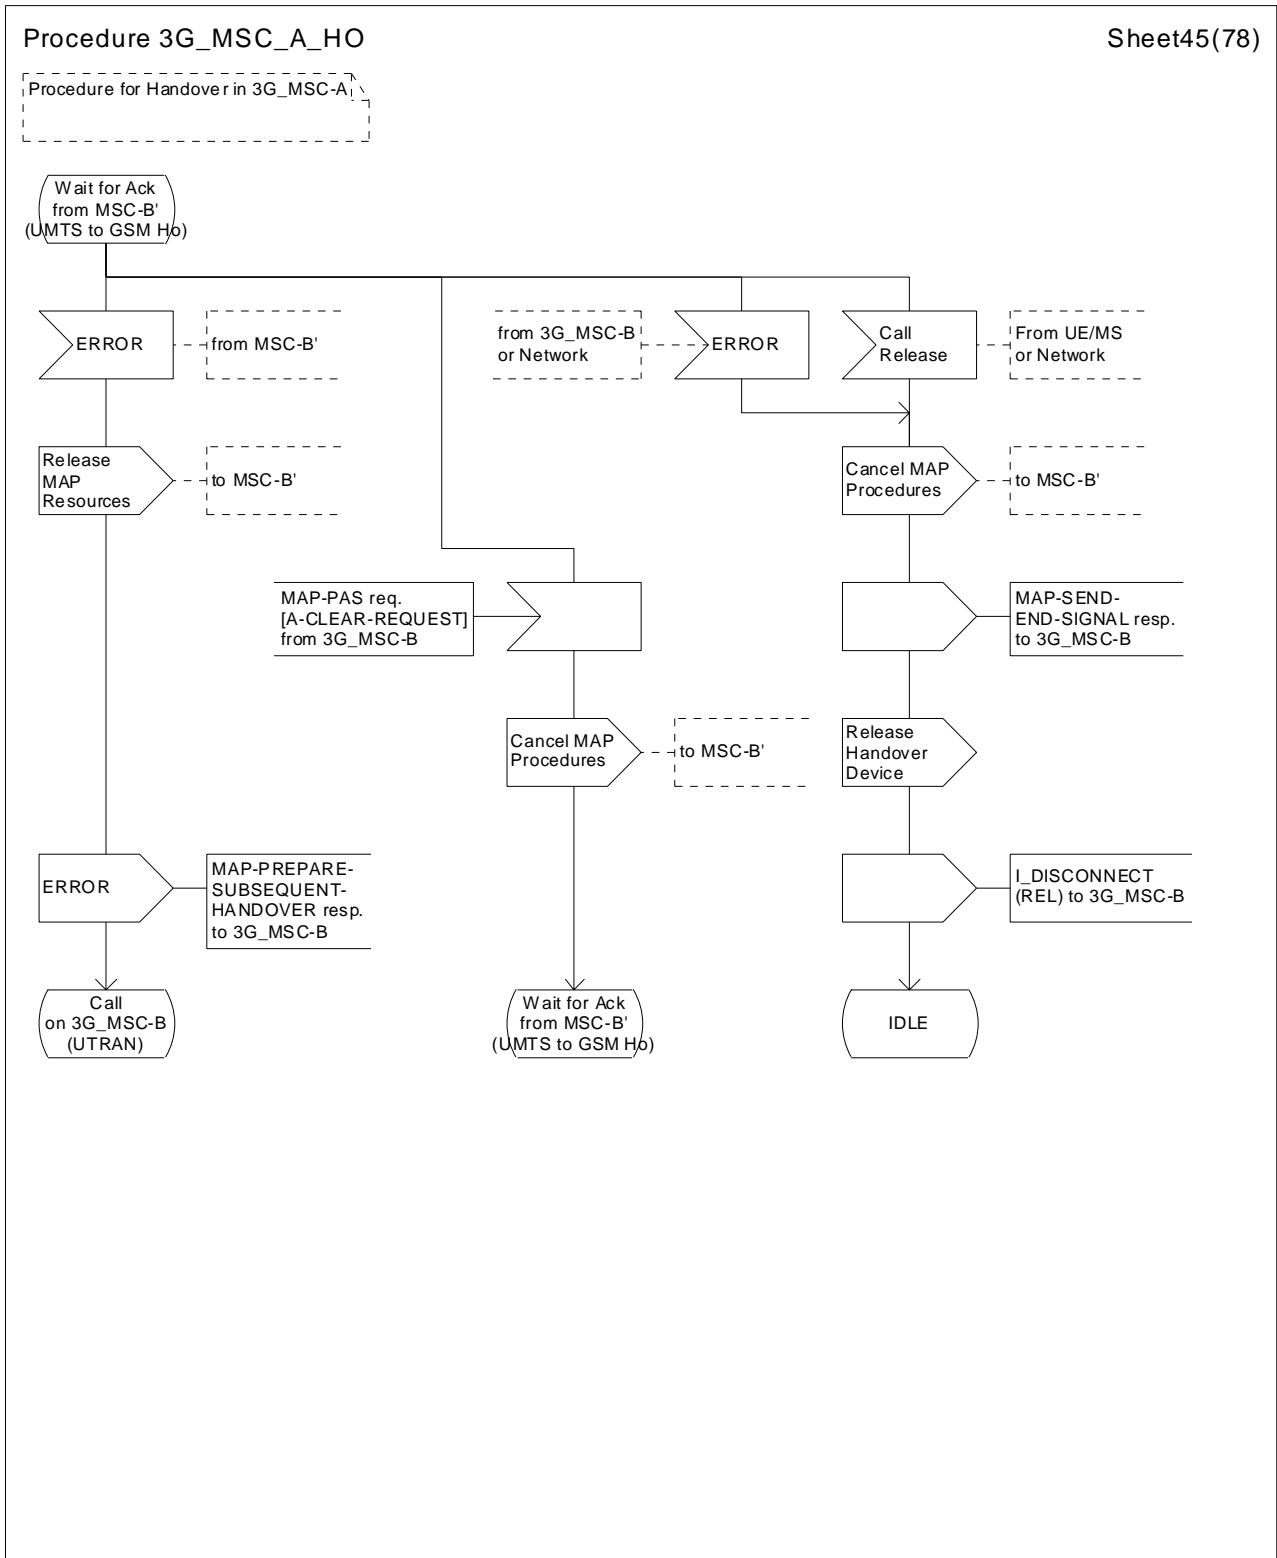 Procedure 3G_MSC_A_HO
Sheet45(78)
Procedure for Handover in 3G_MSC-A
Wait for Ack
from MSC-B'
(UMTS to GSM Ho)
ERROR
from MSC-B'
from 3G_MSC-B
or Network
ERROR
Call
Release
From UE/MS
or Network
Release
MAP
Resources
to MSC-B'
Cancel MAP
Procedures
to MSC-B'
MAP-PAS req.
[A-CLEAR-REQUEST]
from 3G_MSC-B
MAP-SEND-
END-SIGNAL resp.
to 3G_MSC-B
Cancel MAP
Procedures
to MSC-B'
Release
Handover
Device
ERROR
MAP-PREPARE-
SUBSEQUENT-
HANDOVER resp.
to 3G_MSC-B
I_DISCONNECT
(REL) to 3G_MSC-B
Call
on 3G_MSC-B
(UTRAN)
Wait for Ack
from MSC-B'
(UMTS to GSM Ho)
IDLE